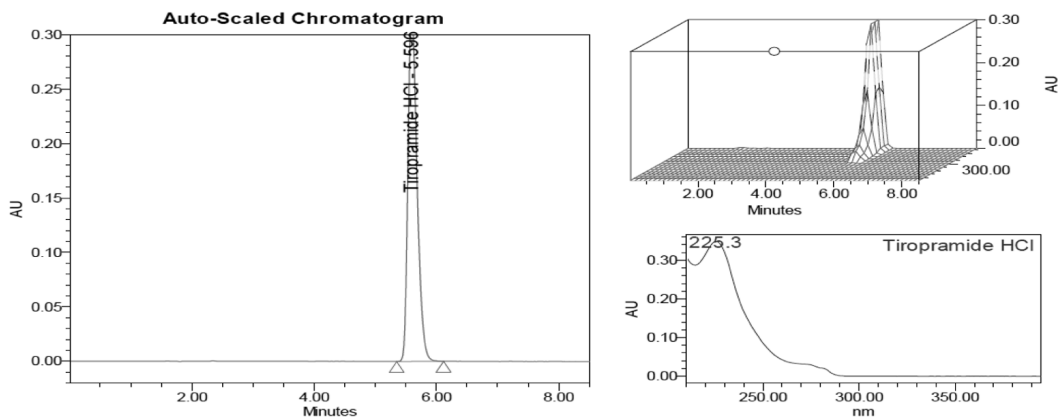 Auto-Scaled Chromatogram
0.30
0.25
0.20
0.15
0.10
0.05
0.00
AU
Tiropramide HCl - 5.596
2.00 4.00 6.00 8.00
Minutes
0.30
0.20
0.10
0.00
AU
300.00
2.00 4.00 6.00 8.00
Minutes
225.3
Tiropramide HCl
0.30
0.20
0.10
0.00
AU
250.00 300.00 350.00
nm